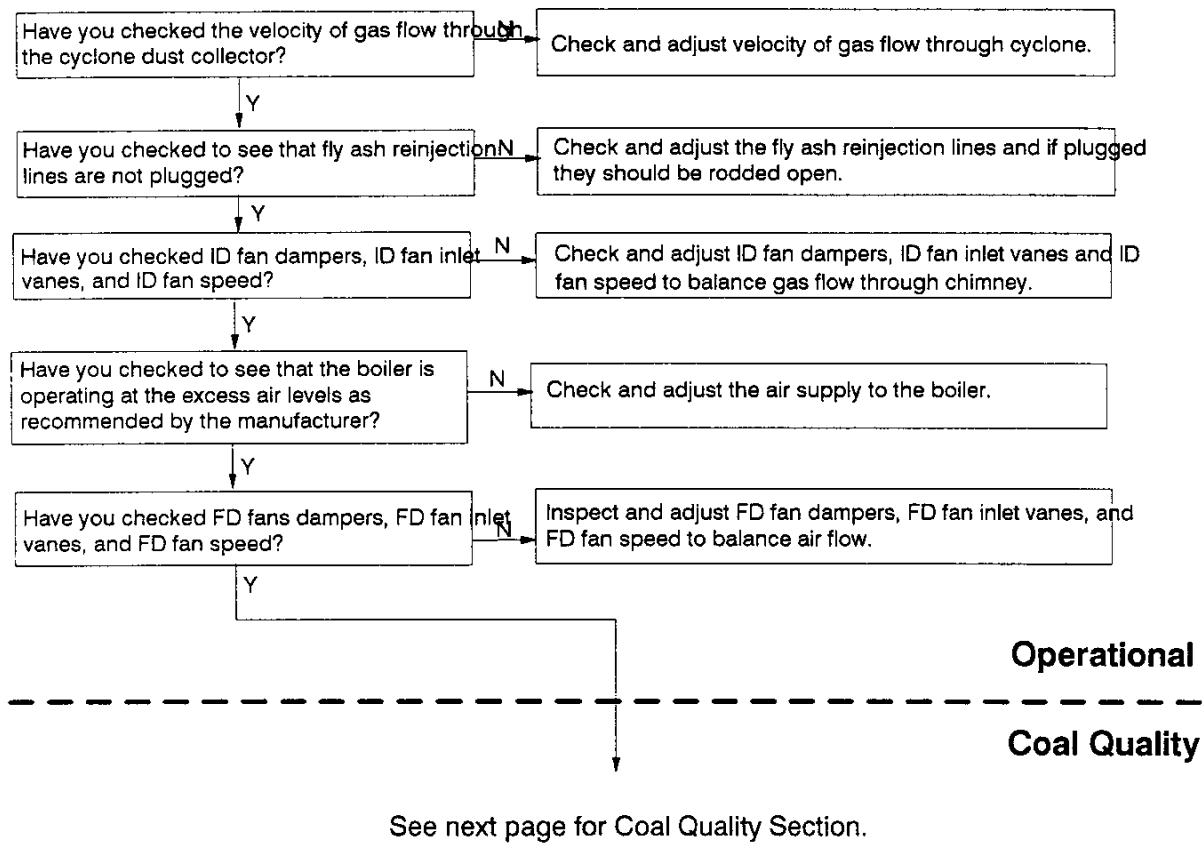 Have you checked the velocity of gas flow through
the cyclone dust collector?
N
Check and adjust velocity of gas flow through cyclone.
Y
Have you checked to see that fly ash reinjection
lines are not plugged?
N
Check and adjust the fly ash reinjection lines and if plugged
they should be rodded open.
Y
Have you checked ID fan dampers, ID fan inlet
vanes, and ID fan speed?
N
Check and adjust ID fan dampers, ID fan inlet vanes and ID
fan speed to balance gas flow through chimney.
Y
Have you checked to see that the boiler is
operating at the excess air levels as
recommended by the manufacturer?
N
Check and adjust the air supply to the boiler.
Y
Have you checked FD fans dampers, FD fan inlet
vanes, and FD fan speed?
N
Inspect and adjust FD fan dampers, FD fan inlet vanes, and
FD fan speed to balance air flow.
Y
Operational
Coal Quality
See next page for Coal Quality Section.